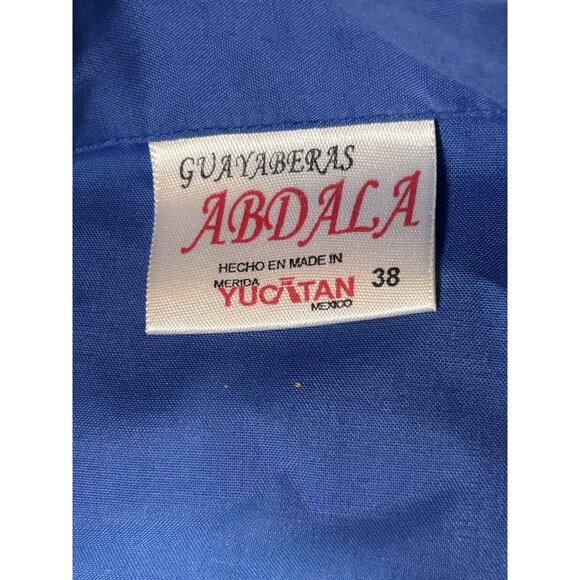 GUAYABERAS
ABDALA
HECHO EN MADE IN
MERIDA
YUCATAN 38
MEXICO